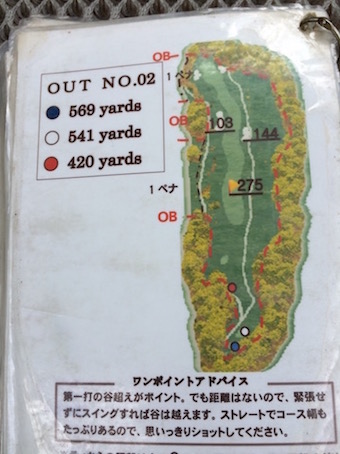 OUT NO.02
569 yards
541 yards
420 yards
OB
1ペナ
OB
103
144
1ペナ
275
OB
ワンポイントアドバイス
第一打の谷超えがポイント。でも距離はないので、緊張せ
ずにスイングすれば谷は越えます。ストレートでコース幅も
たっぷりあるので、思いっきりショットしてください。